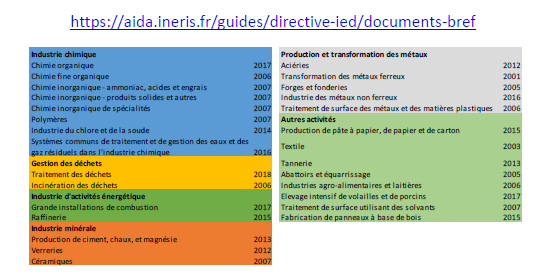 https://aida.ineris.fr/guides/directive-ied/documents-bref
Industrie chimique
Chimie organique 2017
Chimie fine organique 2006
Chimie inorganique - ammoniac, acides et engrais 2007
Chimie inorganique - produits solides et autres 2007
Chimie inorganique de spécialités 2007
Polymères 2007
Industrie du chlore et de la soude 2014
Systèmes communs de traitement et de gestion des eaux et des
gaz résiduels dans l'industrie chimique 2016
Gestion des déchets
Traitement des déchets 2018
Incinération des déchets 2006
Industrie d'activités énergétique
Grande installations de combustion 2017
Raffinerie 2015
Industrie minérale
Production de ciment, chaux, et magnésie 2013
Verreries 2012
Céramiques 2007
Production et transformation des métaux
Aciéries 2012
Transformation des métaux ferreux 2001
Forges et fonderies 2005
Industrie des métaux non ferreux 2016
Traitement de surface des métaux et des matières plastiques 2006
Autres activités
Production de pâte à papier, de papier et de carton 2015
Textile 2003
Tannerie 2013
Abattoirs et équarrissage 2005
Industries agro-alimentaires et laitières 2006
Elevage intensif de volailles et de porcins 2017
Traitement de surface utilisant des solvants 2007
Fabrication de panneaux à base de bois 2015